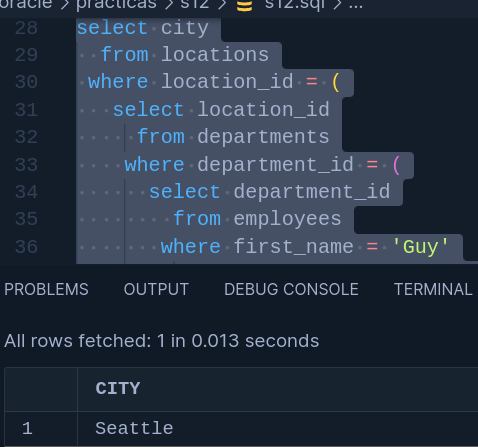 oracle > practicas > s12 > s12.sql > ...
28 select city
29 from locations
30 where location_id = (
31 select location_id
32 from departments
33 where department_id = (
34 select department_id
35 from employees
36 where first_name = 'Guy'
PROBLEMS OUTPUT DEBUG CONSOLE TERMINAL
All rows fetched: 1 in 0.013 seconds
CITY
1 Seattle